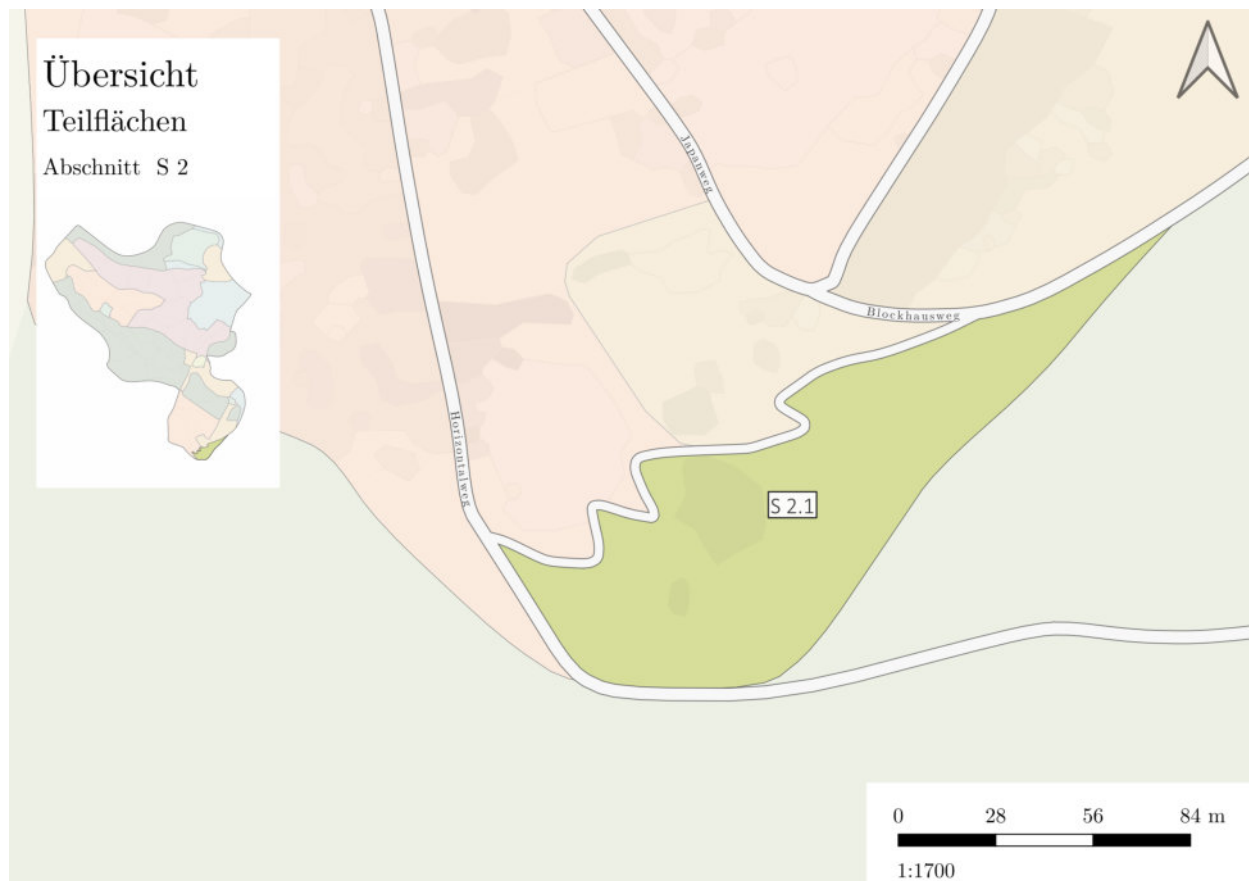 Übersicht
Teilflächen
Abschnitt S 2
Japanweg
Blockhausweg
Horizontalweg
S 2.1
0 28 56 84 m
1:1700